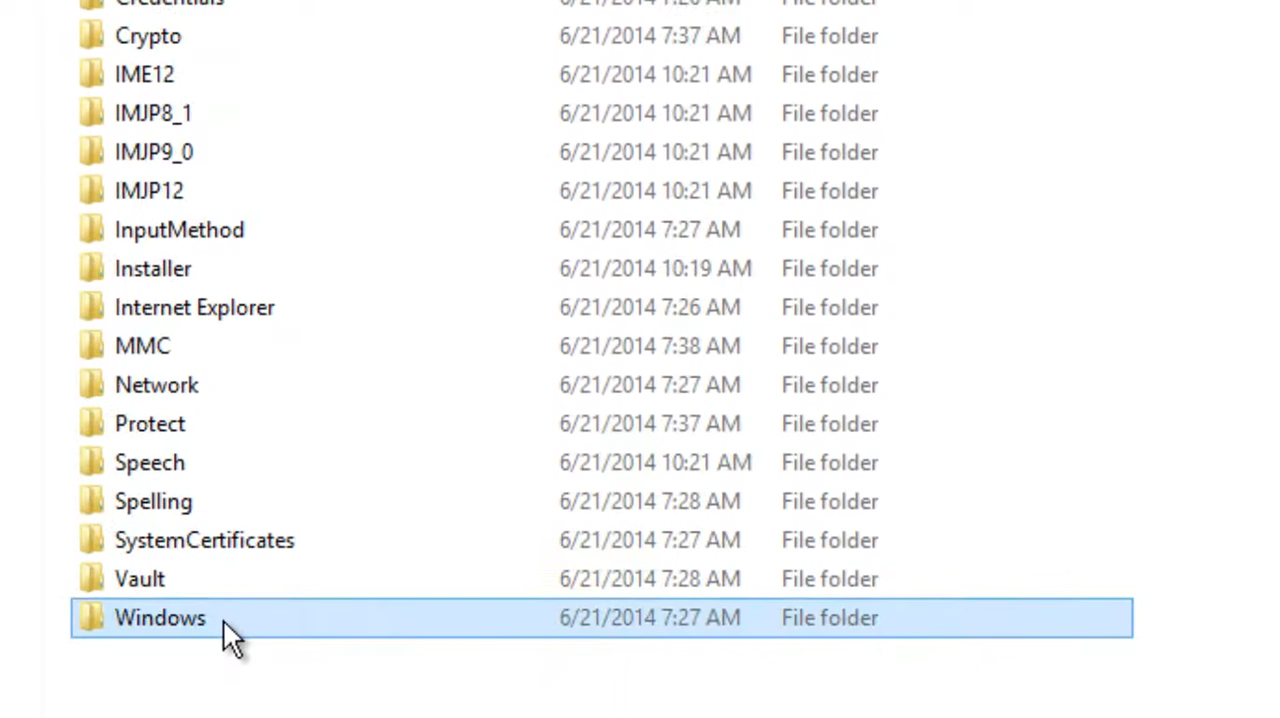 Credentials 6/21/2014 7:28 AM File folder
Crypto 6/21/2014 7:37 AM File folder
IME12 6/21/2014 10:21 AM File folder
IMJP8_1 6/21/2014 10:21 AM File folder
IMJP9_0 6/21/2014 10:21 AM File folder
IMJP12 6/21/2014 10:21 AM File folder
InputMethod 6/21/2014 7:27 AM File folder
Installer 6/21/2014 10:19 AM File folder
Internet Explorer 6/21/2014 7:26 AM File folder
MMC 6/21/2014 7:38 AM File folder
Network 6/21/2014 7:27 AM File folder
Protect 6/21/2014 7:37 AM File folder
Speech 6/21/2014 10:21 AM File folder
Spelling 6/21/2014 7:28 AM File folder
SystemCertificates 6/21/2014 7:27 AM File folder
Vault 6/21/2014 7:28 AM File folder
Windows 6/21/2014 7:27 AM File folder